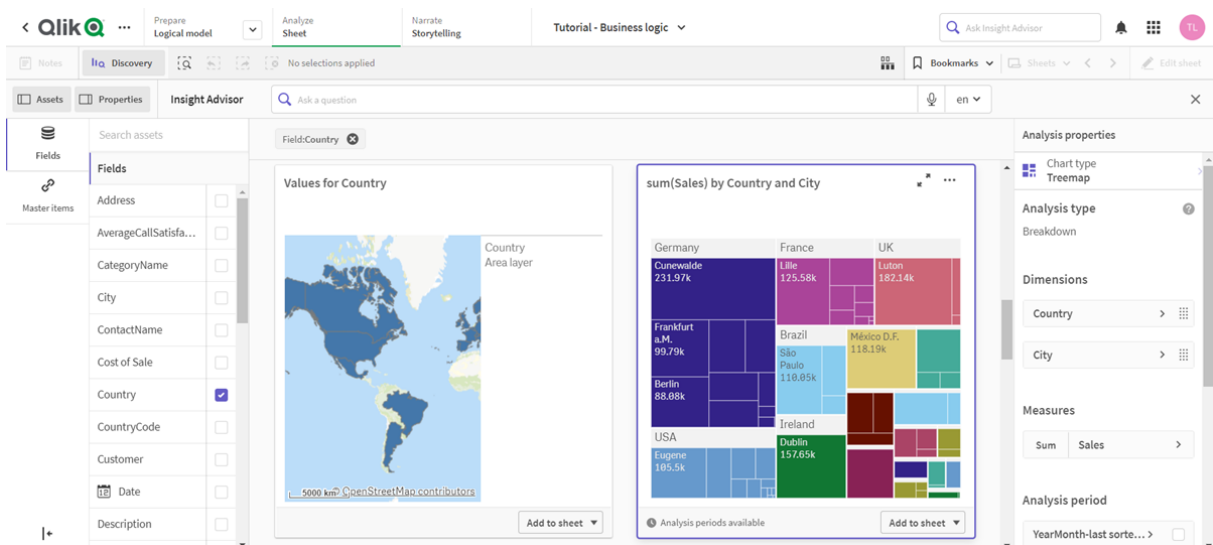 Qlik
Prepare
Logical model
Analyze
Sheet
Narrate
Storytelling
Tutorial - Business logic
Ask Insight Advisor
TL
Notes
Discovery
No selections applied
Bookmarks
Sheets
Edit sheet
Assets
Properties
Insight Advisor
Ask a question
en
Fields
Master items
Search assets
Fields
Address
AverageCallSatisfa...
CategoryName
City
ContactName
Cost of Sale
Country
CountryCode
Customer
Date
Description
Field:Country
Values for Country
Country
Area layer
5000 km
© OpenStreetMap contributors
Add to sheet
sum(Sales) by Country and City
Germany
Cunewalde
231.97k
Frankfurt
a.M.
99.79k
Berlin
88.08k
USA
Eugene
105.5k
France
Lille
125.58k
UK
Luton
182.14k
Brazil
São
Paulo
110.05k
México D.F.
118.19k
Ireland
Dublin
157.65k
Analysis periods available
Add to sheet
Analysis properties
Chart type
Treemap
Analysis type
Breakdown
Dimensions
Country
City
Measures
Sum
Sales
Analysis period
YearMonth-last sorte...